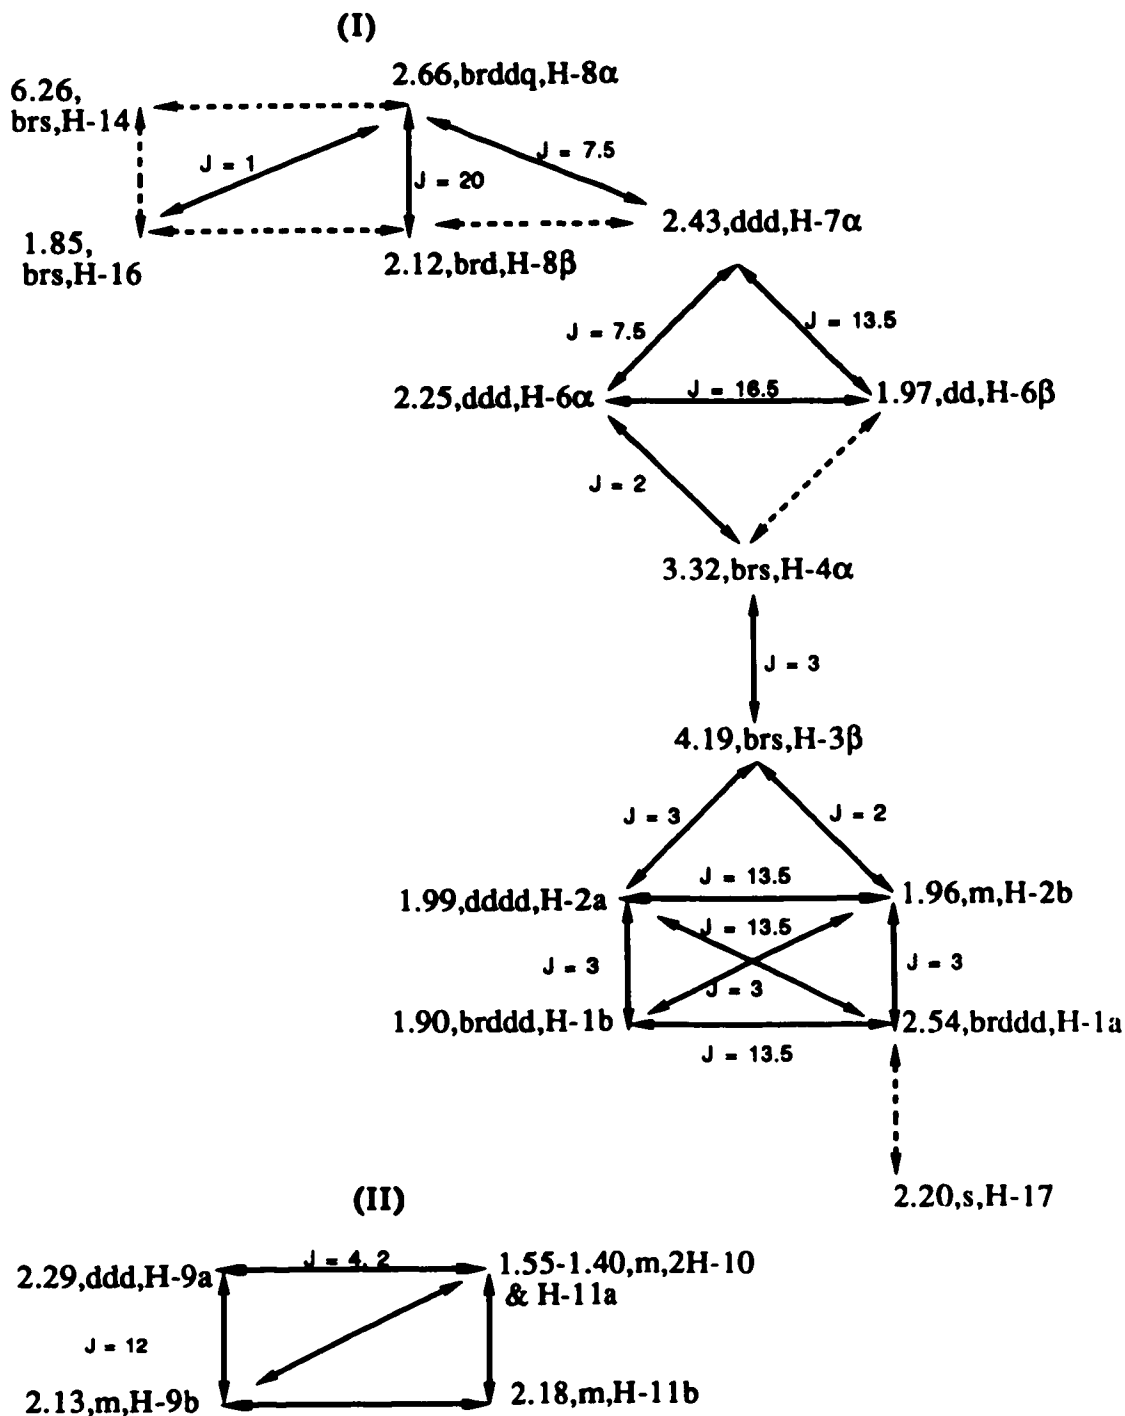 (I)
2.66,brddq,H-8α
6.26,
brs,H-14
J = 1
J = 20
J = 7.5
2.43,ddd,H-7α
1.85,
brs,H-16
2.12,brd,H-8β
J = 7.5
J = 13.5
2.25,ddd,H-6α
J = 16.5
1.97,dd,H-6β
J = 2
3.32,brs,H-4α
J = 3
4.19,brs,H-3β
J = 3
J = 2
1.99,dddd,H-2a
J = 13.5
1.96,m,H-2b
J = 13.5
J = 3
J = 3
J = 3
1.90,brddd,H-1b
2.54,brddd,H-1a
J = 13.5
2.20,s,H-17
(II)
2.29,ddd,H-9a
J = 4, 2
1.55-1.40,m,2H-10
& H-11a
J = 12
2.13,m,H-9b
2.18,m,H-11b